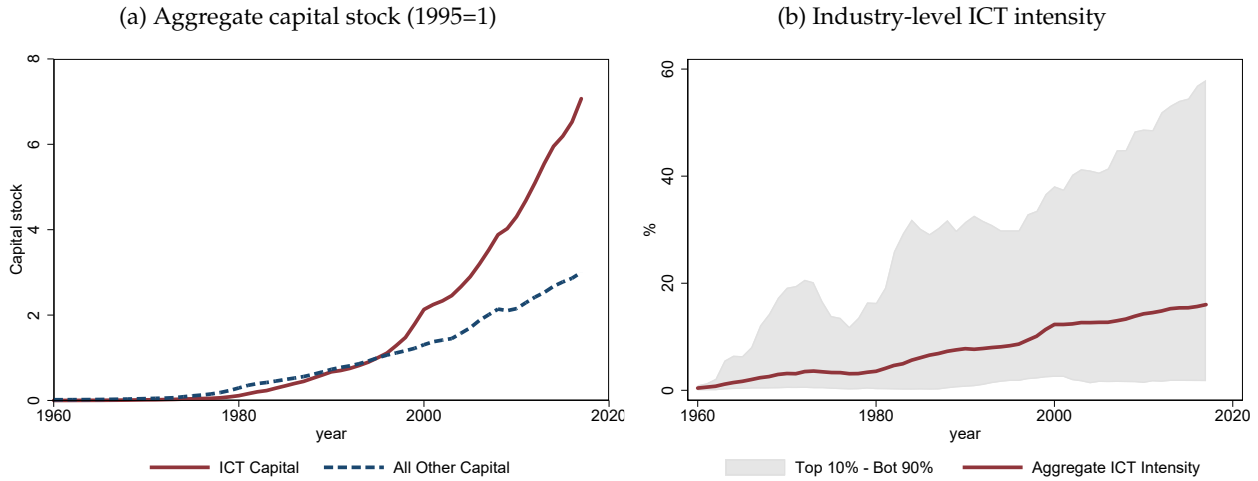 (a) Aggregate capital stock (1995=1)
8
6
4
2
0
Capital stock
1960
1980
2000
2020
year
ICT Capital
All Other Capital
(b) Industry-level ICT intensity
60
40
20
0
%
1960
1980
2000
2020
year
Top 10% - Bot 90%
Aggregate ICT Intensity